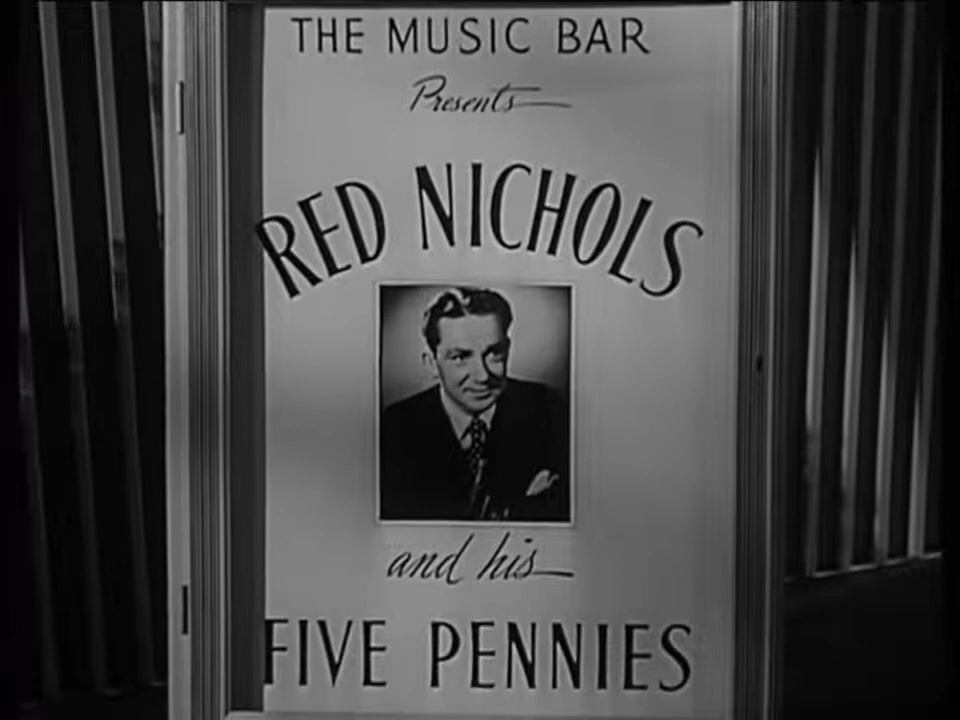 THE MUSIC BAR
Presents
RED NICHOLS
and his
FIVE PENNIES